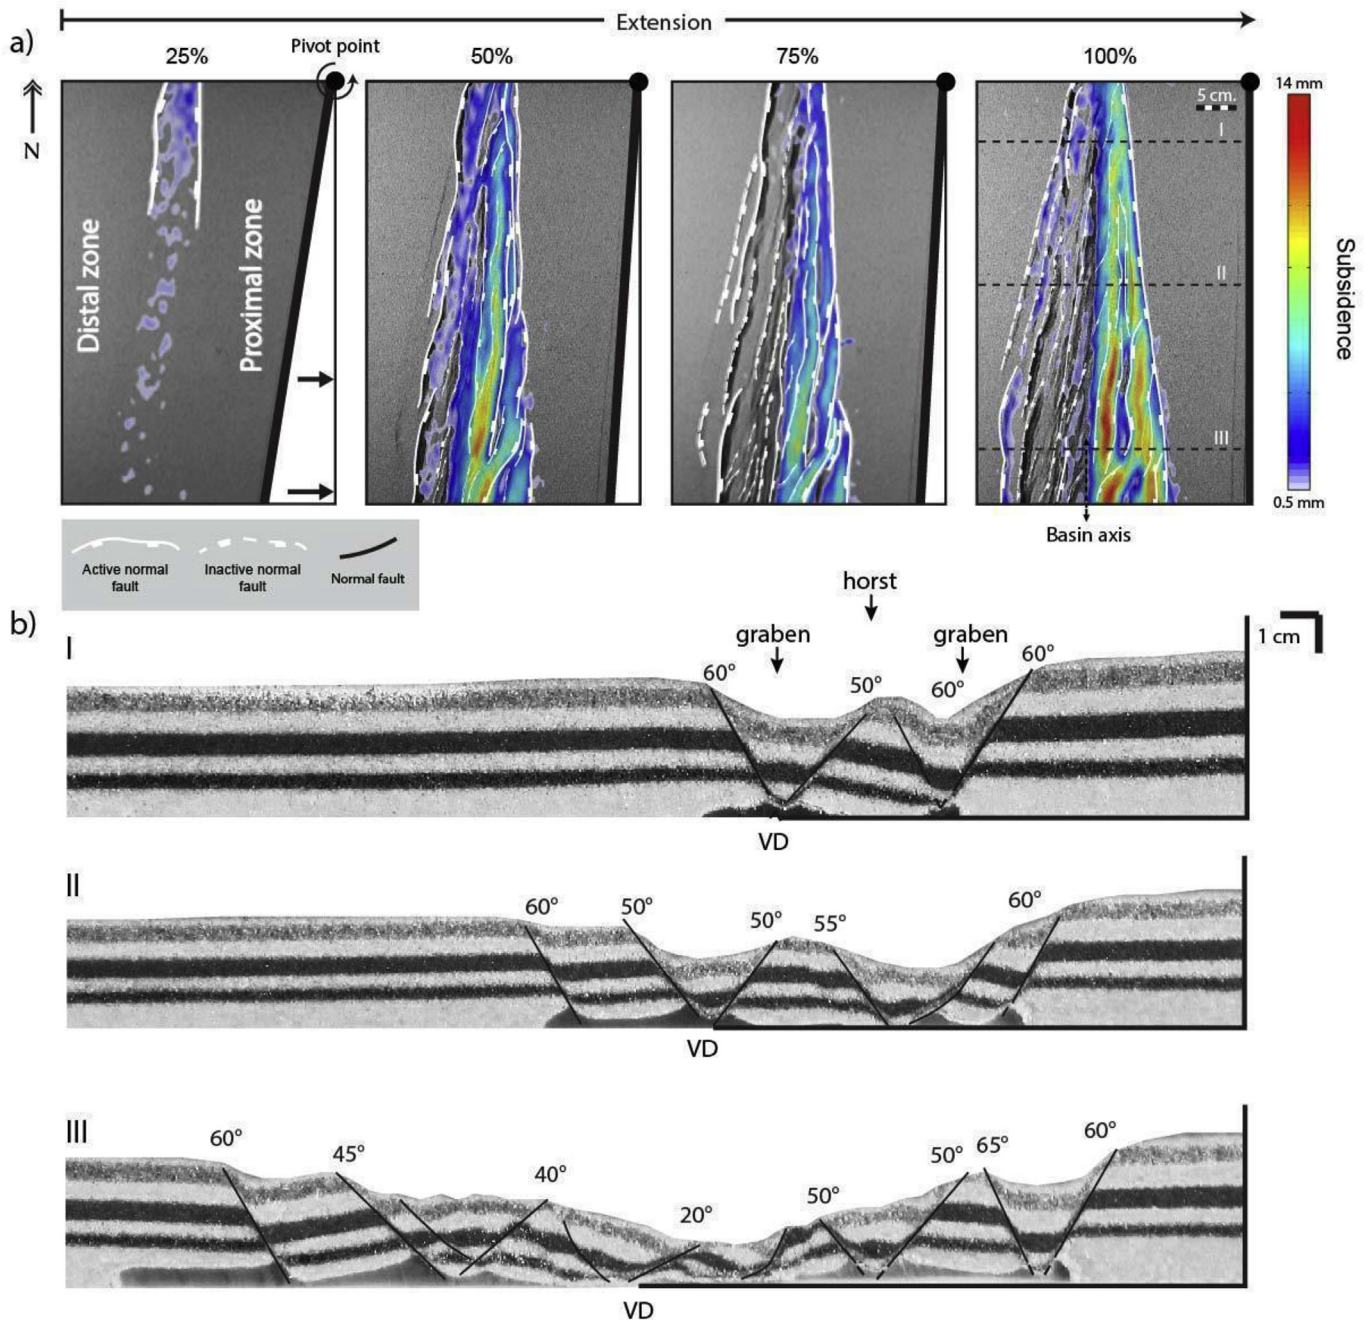 Extension
a)
25%
Pivot point
50%
75%
100%
14 mm
N
5 cm.
I
II
III
Distal zone
Proximal zone
Subsidence
0.5 mm
Basin axis
Active normal
fault
Inactive normal
fault
Normal fault
b)
horst
1 cm
I
graben
graben
60°
50°
60°
60°
VD
II
60°
50°
50°
55°
60°
VD
III
60°
45°
40°
20°
50°
50°
65°
60°
VD